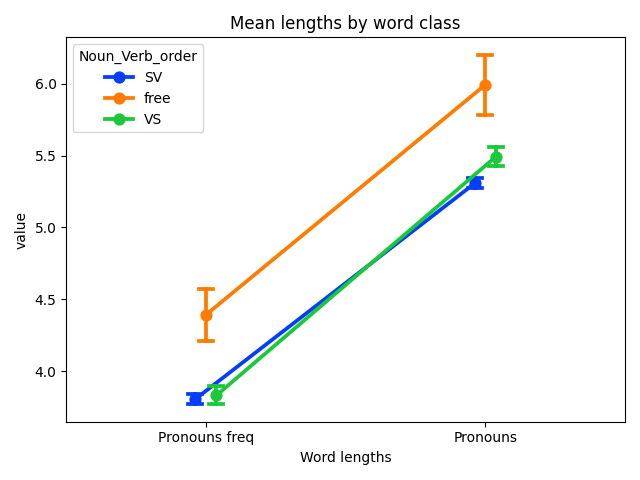 Mean lengths by word class
Noun_Verb_order
SV
free
VS
6.0
5.5
5.0
4.5
4.0
value
Pronouns freq
Pronouns
Word lengths